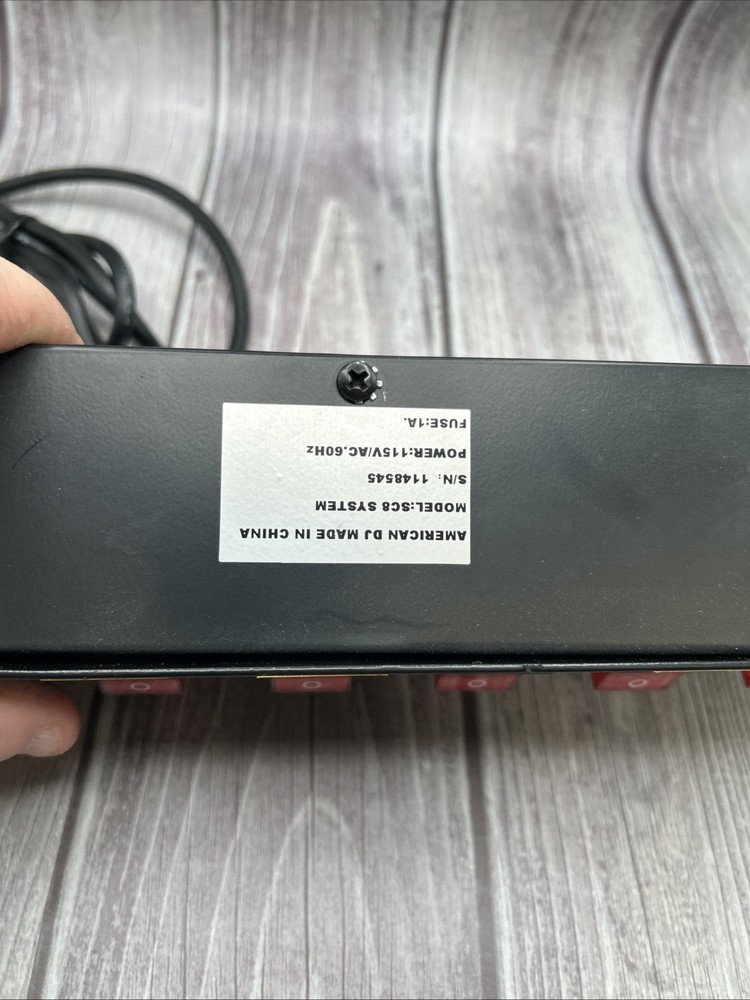 AMERICAN DJ MADE IN CHINA
MODEL:SC8 SYSTEM
S/N: 1148545
POWER:115V/AC.60Hz
FUSE:1A.